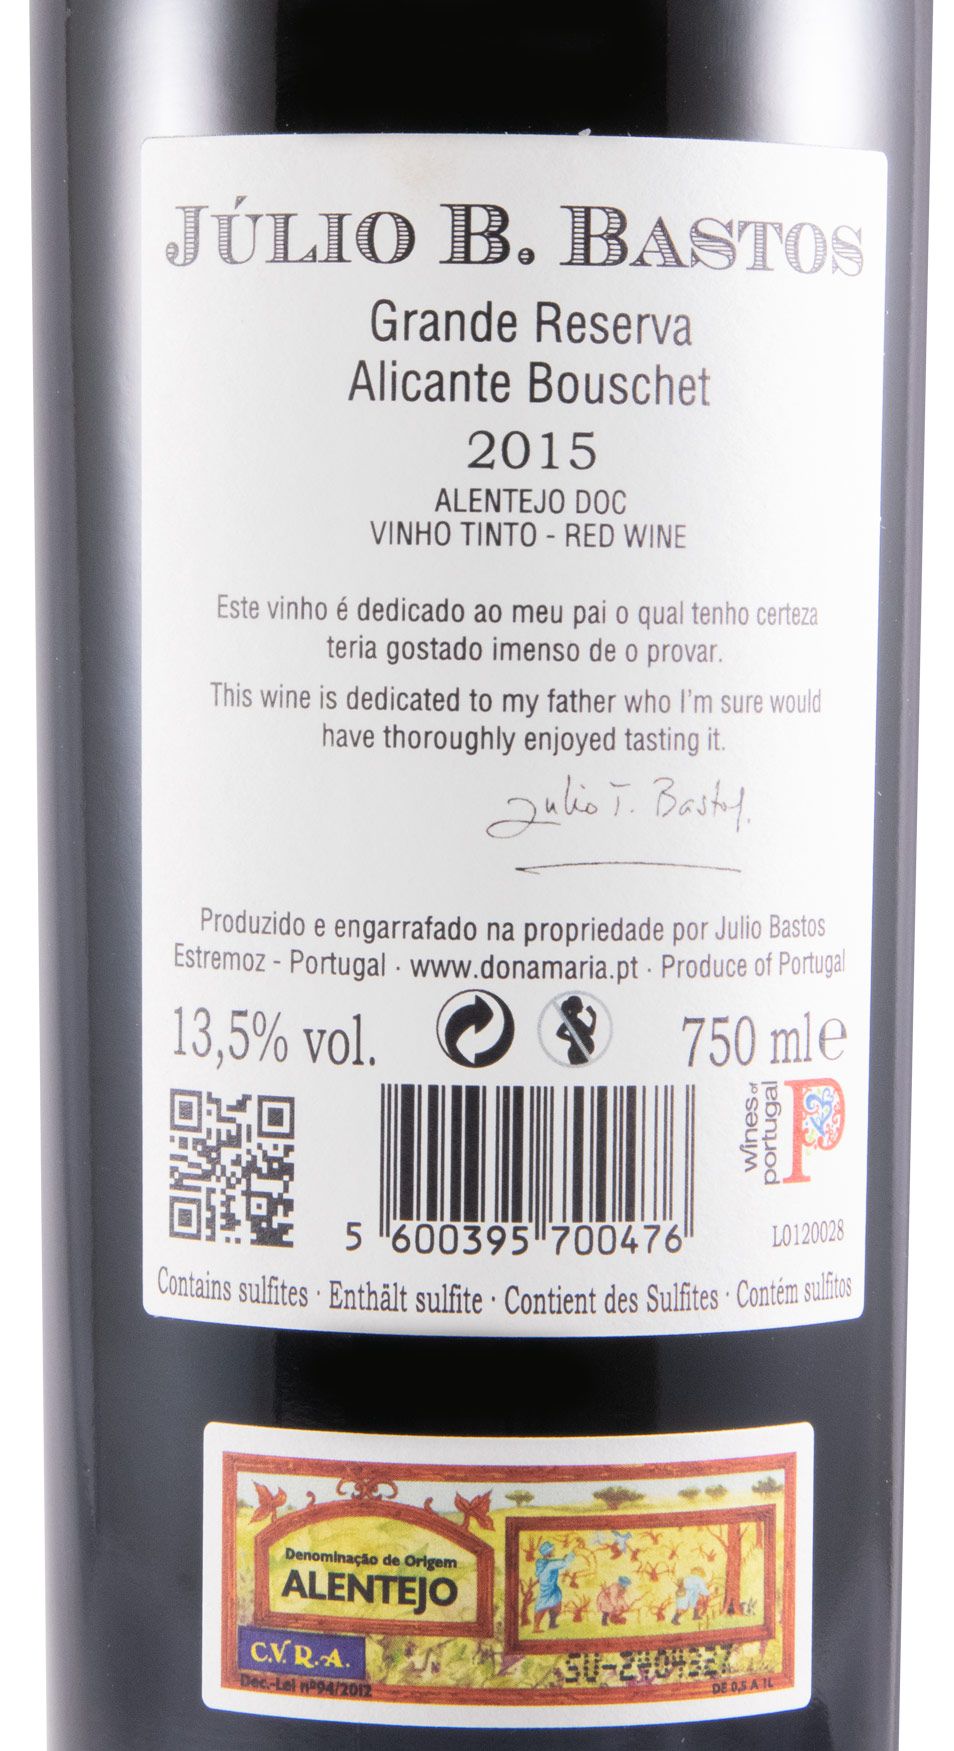 JÚLIO B. BASTOS
Grande Reserva
Alicante Bouschet
2015
ALENTEJO DOC
VINHO TINTO - RED WINE
Este vinho é dedicado ao meu pai o qual tenho certeza
teria gostado imenso de o provar.
This wine is dedicated to my father who I'm sure would
have thoroughly enjoyed tasting it.
Julio T. Bastos.
Produzido e engarrafado na propriedade por Julio Bastos
Estremoz - Portugal · www.donamaria.pt · Produce of Portugal
13,5% vol.
750 ml e
wines of
portugal
5 600395 700476
L0120028
Contains sulfites · Enthält sulfite · Contient des Sulfites · Contém sulfitos
Denominação de Origem
ALENTEJO
C.V.R.A.
Dec.-Lei nº94/2012
DE 0,5 A 1L